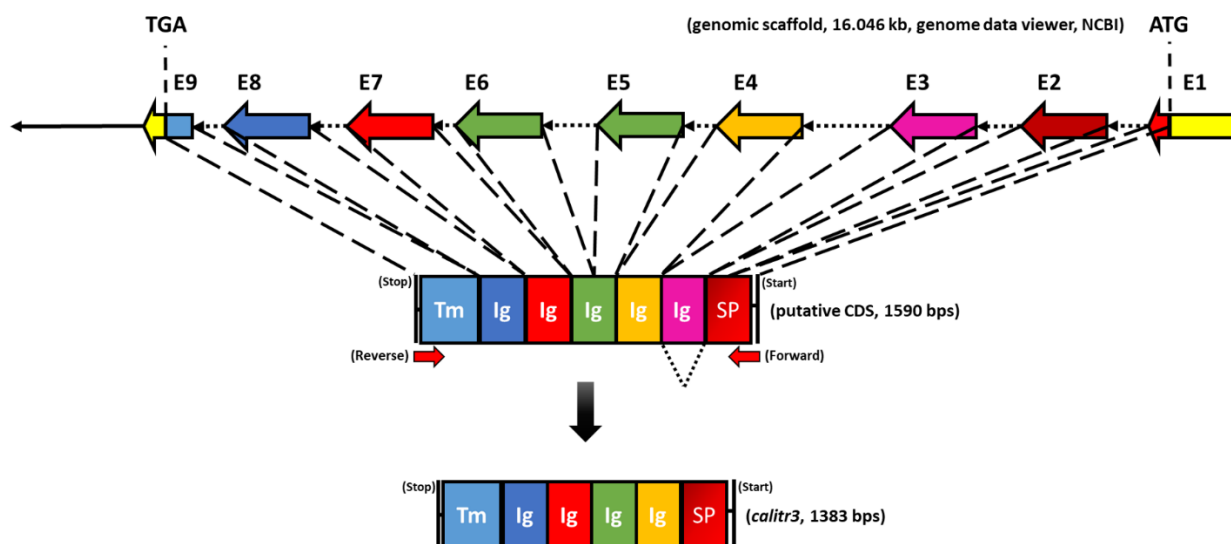 TGA
(genomic scaffold, 16.046 kb, genome data viewer, NCBI)
ATG
E9 E8 E7 E6 E5 E4 E3 E2 E1
(Stop)
(Start)
Tm Ig Ig Ig Ig Ig SP
(putative CDS, 1590 bps)
(Reverse)
(Forward)
(Stop)
(Start)
Tm Ig Ig Ig Ig SP
(calitr3, 1383 bps)